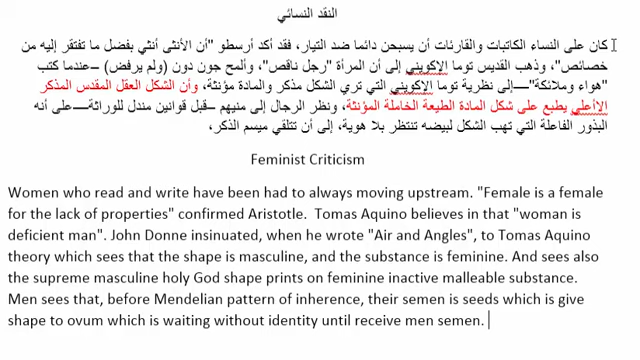 النقد النسائي
كان على النساء الكاتبات والقارئات أن يسبحن دائما ضد التيار، فقد أكد أرسطو "أن الأنثى أنثي بفضل ما تفتقر إليه من
خصائص"، وذهب القديس توما الاكويني إلى أن المرأة "رجل ناقص"، وألمح جون دون (ولم يرفض) –عندما كتب
"هواء وملائكة"—إلى نظرية توما الاكويني التي تري الشكل مذكر والمادة مؤنثة، وأن الشكل العقل المقدس المذكر
الاأعلي يطبع على شكل المادة الطيعة الخاملة المؤنثة، ونظر الرجال إلى منيهم –قبل قوانين مندل للوراثة—على أنه
البذور الفاعلة التي تهب الشكل لبيضه تنتظر بلا هوية، إلى أن تتلقي ميسم الذكر،
Feminist Criticism
Women who read and write have been had to always moving upstream. "Female is a female
for the lack of properties" confirmed Aristotle. Tomas Aquino believes in that "woman is
deficient man". John Donne insinuated, when he wrote "Air and Angles", to Tomas Aquino
theory which sees that the shape is masculine, and the substance is feminine. And sees also
the supreme masculine holy God shape prints on feminine inactive malleable substance.
Men sees that, before Mendelian pattern of inherence, their semen is seeds which is give
shape to ovum which is waiting without identity until receive men semen.